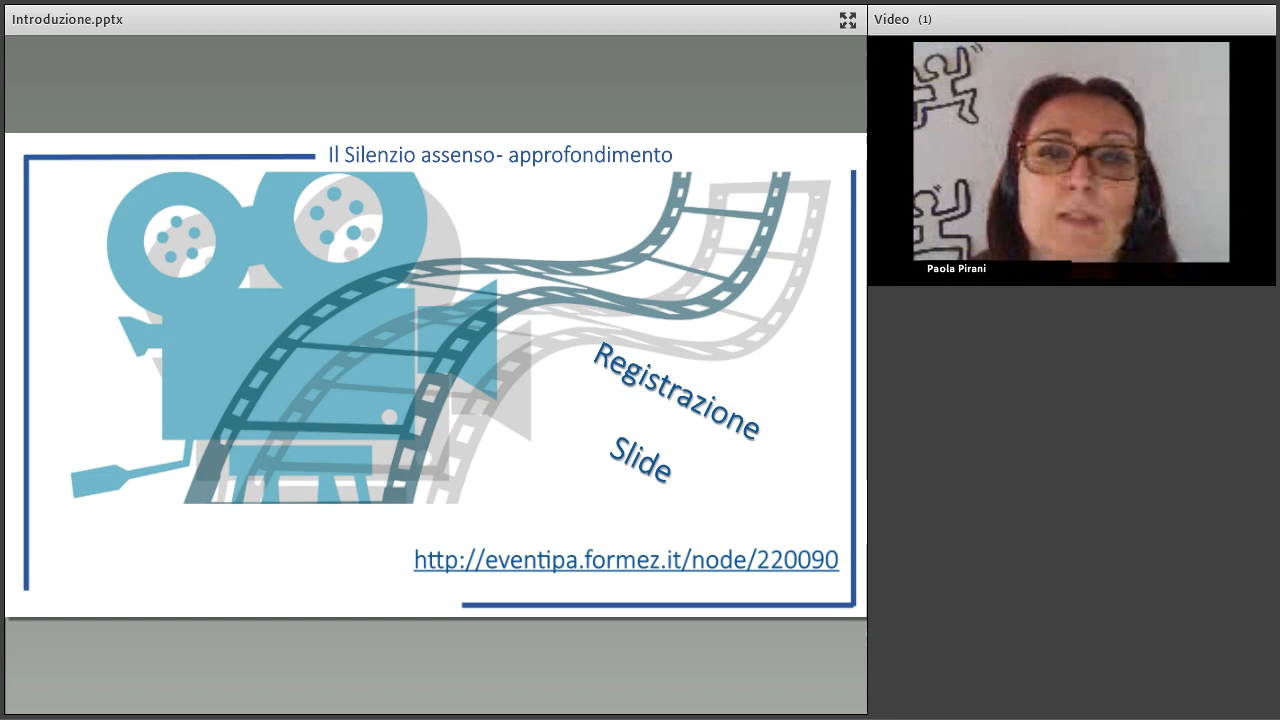 Introduzione.pptx
Video (1)
Il Silenzio assenso- approfondimento
Paola Pirani
Registrazione
Slide
http://eventipa.formez.it/node/220090